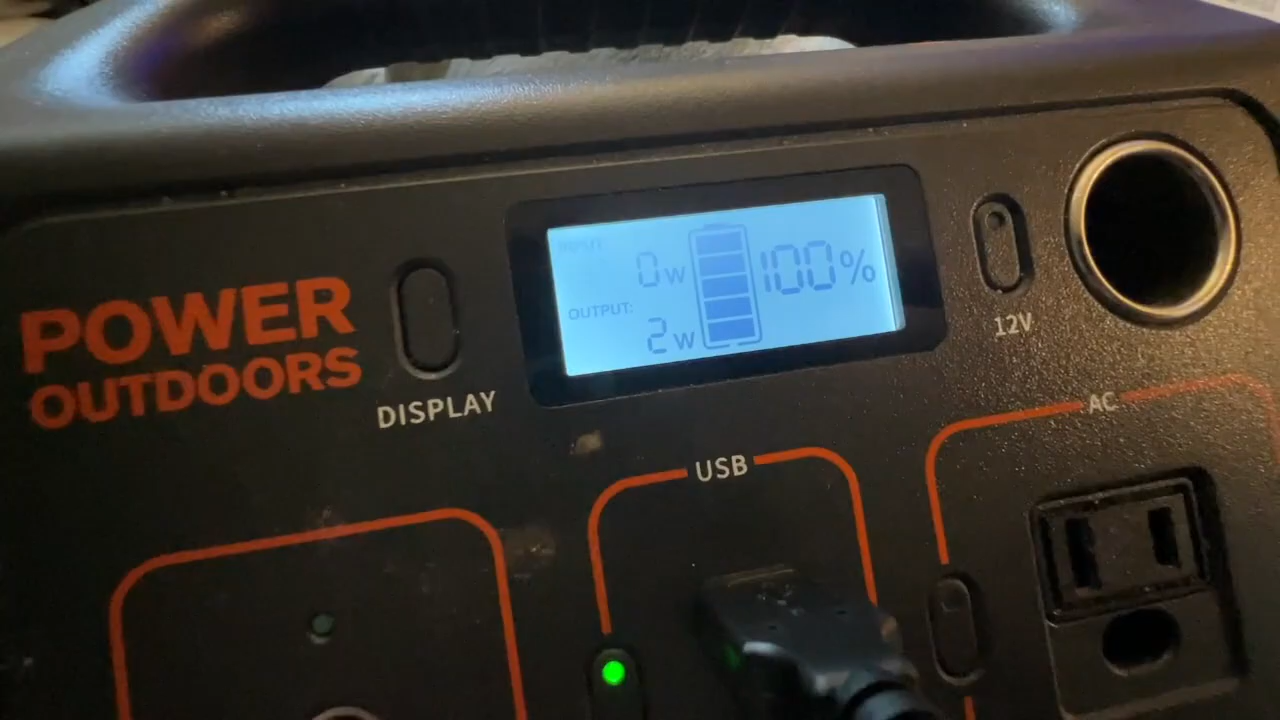 POWER
OUTDOORS
DISPLAY
INPUT:
0W
100%
OUTPUT:
2W
12V
USB
AC